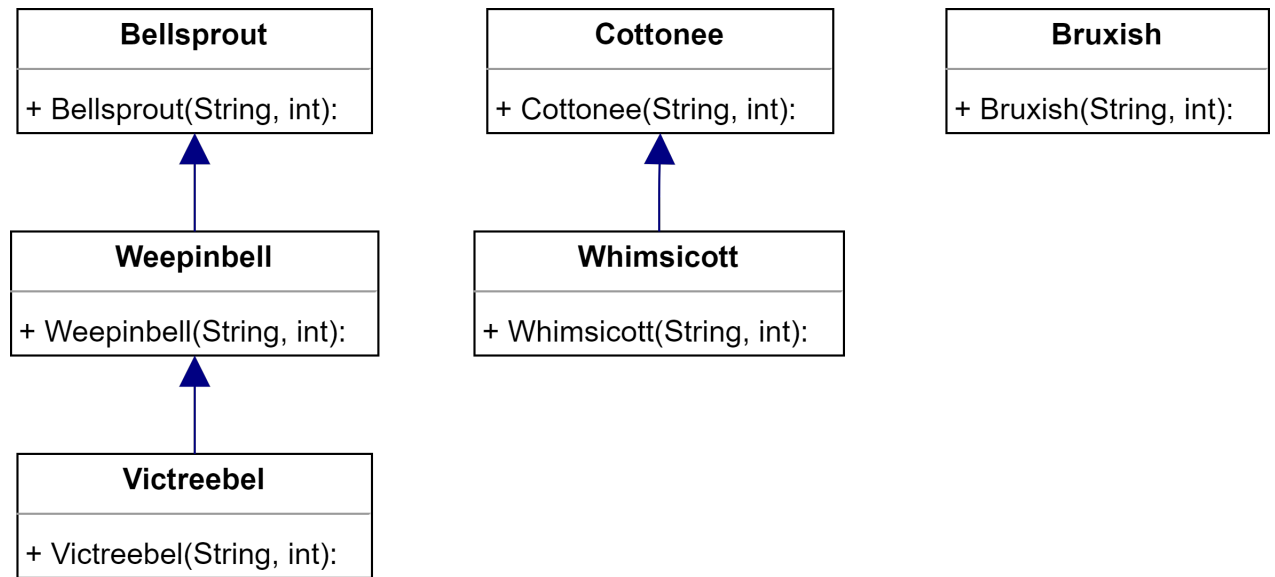 Bellsprout
+ Bellsprout(String, int):
Cottonee
+ Cottonee(String, int):
Bruxish
+ Bruxish(String, int):
Weepinbell
+ Weepinbell(String, int):
Whimsicott
+ Whimsicott(String, int):
Victreebel
+ Victreebel(String, int):